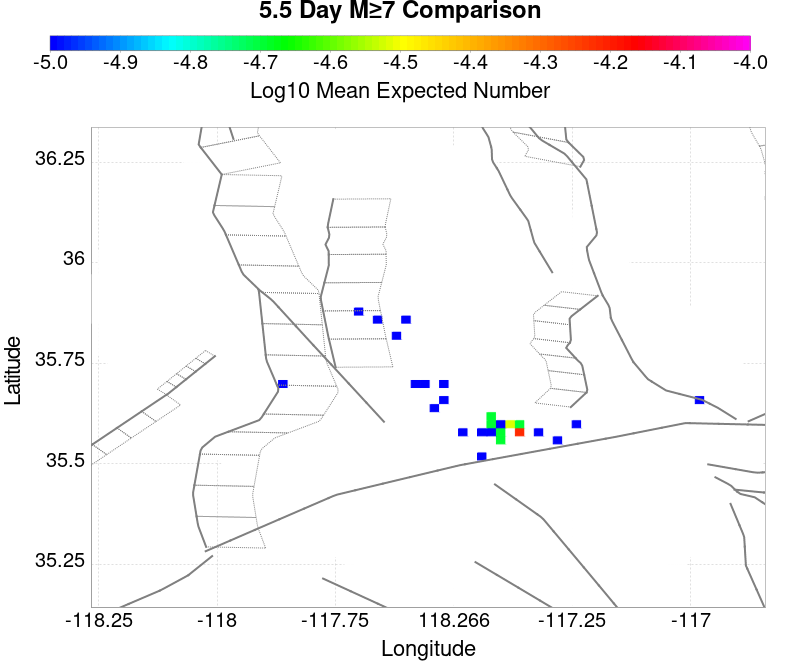 5.5 Day M≥7 Comparison
-5.0 -4.9 -4.8 -4.7 -4.6 -4.5 -4.4 -4.3 -4.2 -4.1 -4.0
Log10 Mean Expected Number
36.25
36
35.75
35.5
35.25
Latitude
-118.25 -118 -117.75 118.266 -117.25 -117
Longitude